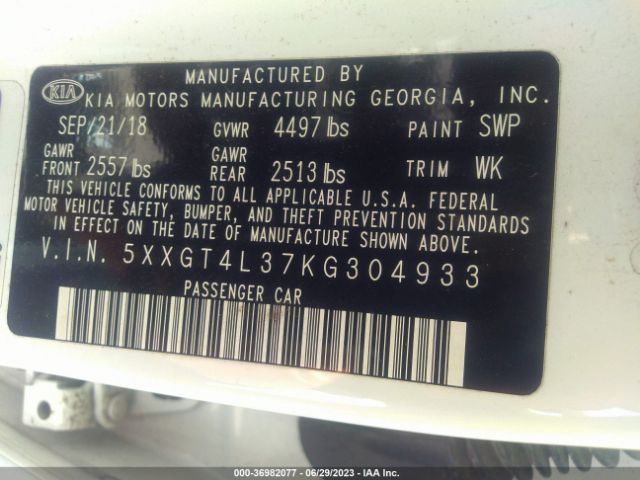 KIA
MANUFACTURED BY
KIA MOTORS MANUFACTURING GEORGIA, INC.
SEP/21/18 GVWR 4497 lbs PAINT SWP
GAWR FRONT 2557 lbs GAWR REAR 2513 lbs TRIM WK
THIS VEHICLE CONFORMS TO ALL APPLICABLE U.S.A. FEDERAL
MOTOR VEHICLE SAFETY, BUMPER, AND THEFT PREVENTION STANDARDS
IN EFFECT ON THE DATE OF MANUFACTURE SHOWN ABOVE.
V.I.N. 5XXGT4L37KG304933
PASSENGER CAR
000-36982077 - 06/29/2023 - IAA Inc.